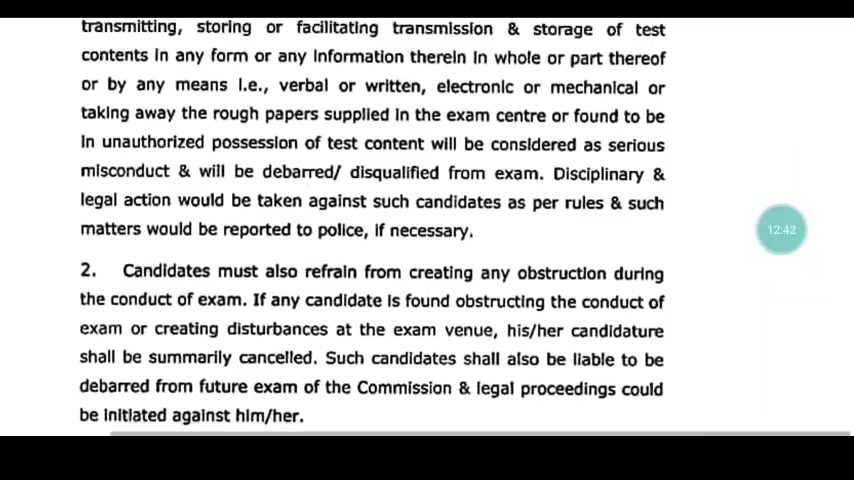 transmitting, storing or facilitating transmission & storage of test
contents in any form or any information therein in whole or part thereof
or by any means i.e., verbal or written, electronic or mechanical or
taking away the rough papers supplied in the exam centre or found to be
in unauthorized possession of test content will be considered as serious
misconduct & will be debarred/ disqualified from exam. Disciplinary &
legal action would be taken against such candidates as per rules & such
matters would be reported to police, if necessary.
12:42
2. Candidates must also refrain from creating any obstruction during
the conduct of exam. If any candidate is found obstructing the conduct of
exam or creating disturbances at the exam venue, his/her candidature
shall be summarily cancelled. Such candidates shall also be liable to be
debarred from future exam of the Commission & legal proceedings could
be initiated against him/her.